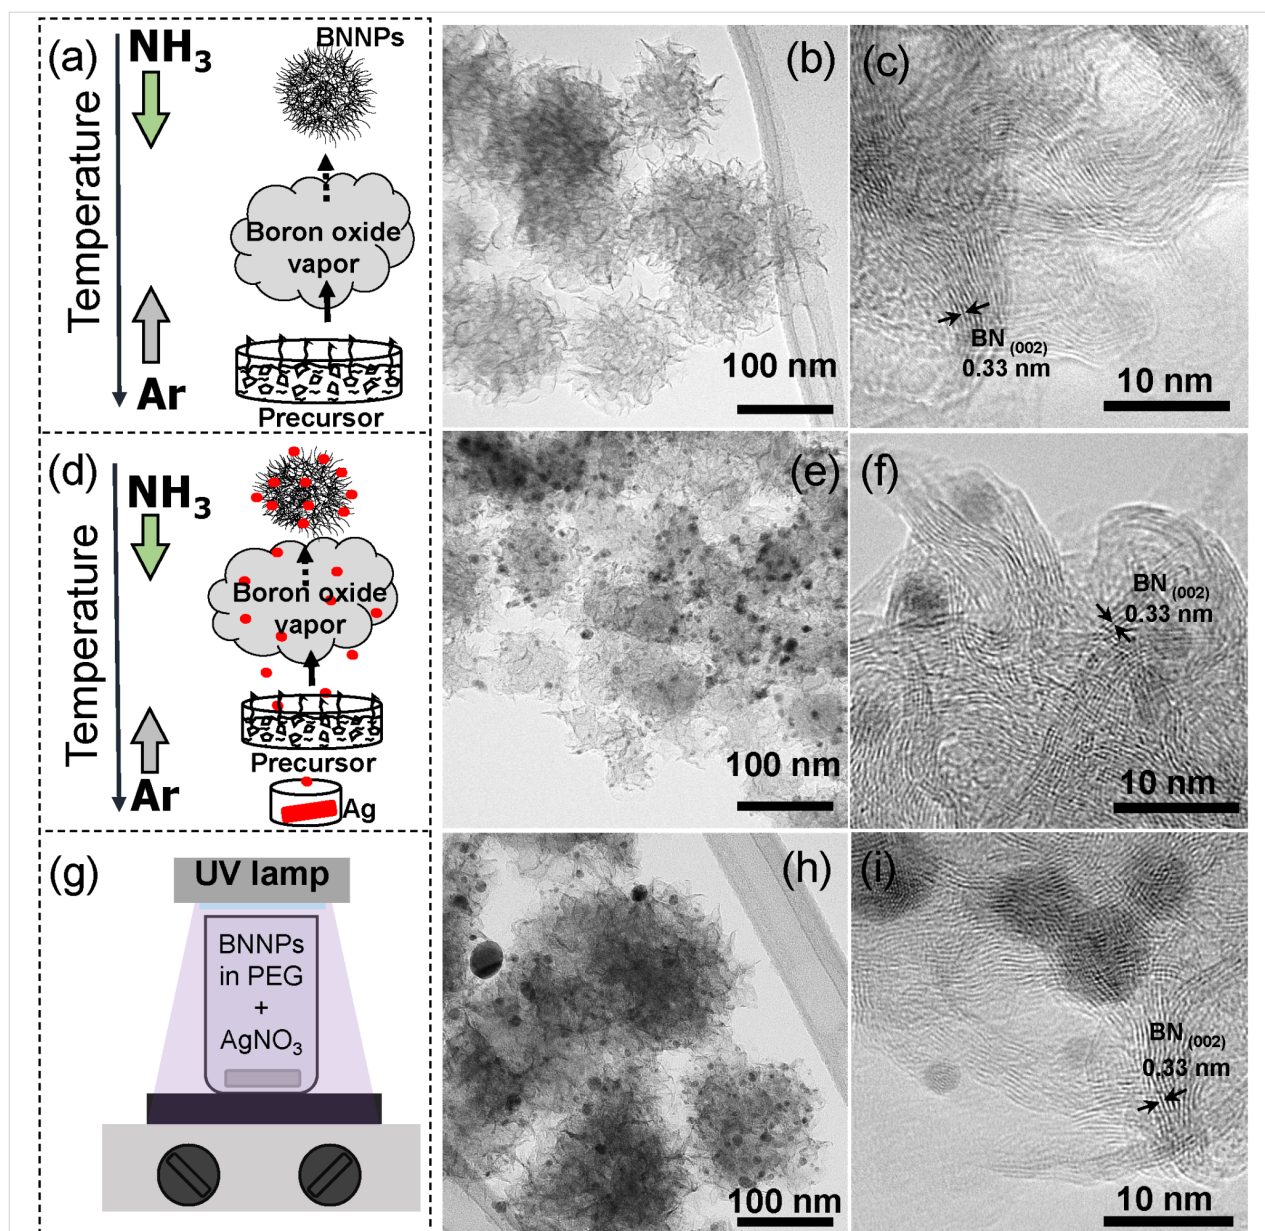 (a)
NH3
BNNPs
Temperature
Boron oxide
vapor
Ar
Precursor
(b)
100 nm
(c)
BN (002)
0.33 nm
10 nm
(d)
NH3
Temperature
Boron oxide
vapor
Ar
Precursor
Ag
(e)
100 nm
(f)
BN (002)
0.33 nm
10 nm
(g)
UV lamp
BNNPs
in PEG
+
AgNO3
(h)
100 nm
(i)
BN (002)
0.33 nm
10 nm